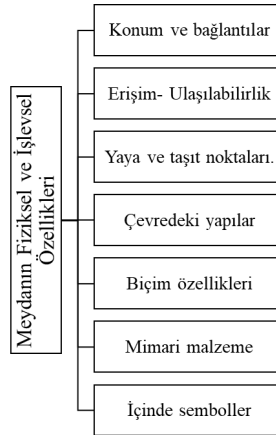 Meydanın Fiziksel ve İşlevsel
Özellikleri
Konum ve bağlantılar
Erişim- Ulaşılabilirlik
Yaya ve taşıt noktaları.
Çevredeki yapılar
Biçim özellikleri
Mimari malzeme
İçinde semboller